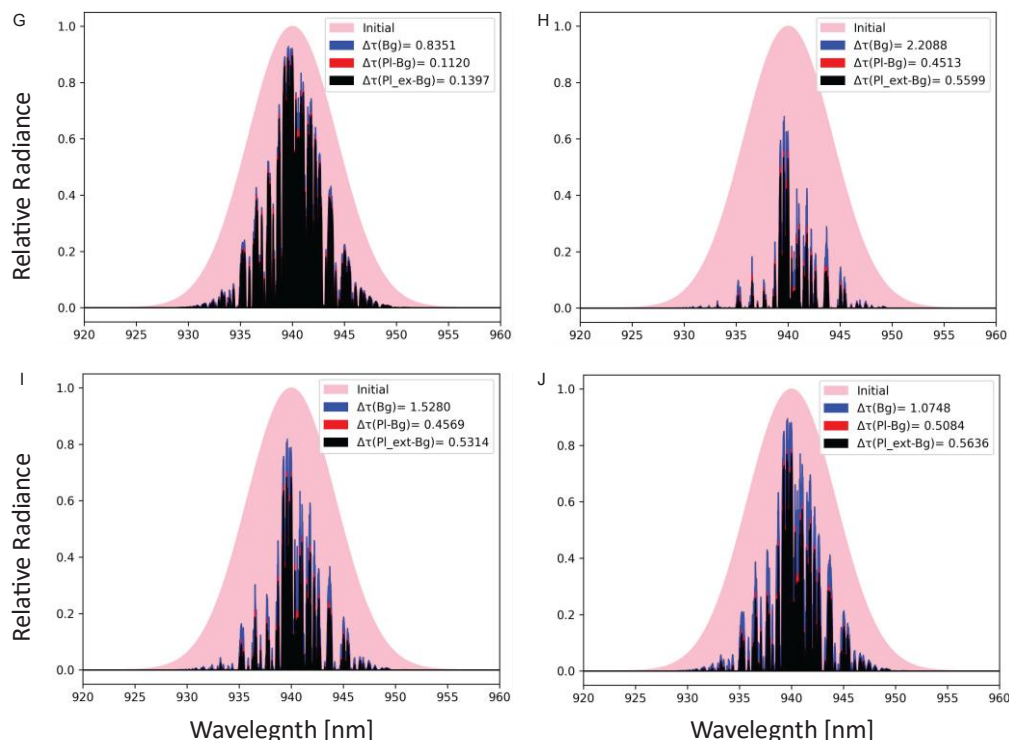 G
1.0
0.8
0.6
0.4
0.2
0.0
920 925 930 935 940 945 950 955 960
Relative Radiance
Initial
Δτ(Bg)= 0.8351
Δτ(Pl-Bg)= 0.1120
Δτ(Pl_ex-Bg)= 0.1397
H
1.0
0.8
0.6
0.4
0.2
0.0
920 925 930 935 940 945 950 955 960
Initial
Δτ(Bg)= 2.2088
Δτ(Pl-Bg)= 0.4513
Δτ(Pl_ext-Bg)= 0.5599
I
1.0
0.8
0.6
0.4
0.2
0.0
920 925 930 935 940 945 950 955 960
Relative Radiance
Wavelegnth [nm]
Initial
Δτ(Bg)= 1.5280
Δτ(Pl-Bg)= 0.4569
Δτ(Pl_ext-Bg)= 0.5314
J
1.0
0.8
0.6
0.4
0.2
0.0
920 925 930 935 940 945 950 955 960
Wavelegnth [nm]
Initial
Δτ(Bg)= 1.0748
Δτ(Pl-Bg)= 0.5084
Δτ(Pl_ext-Bg)= 0.5636